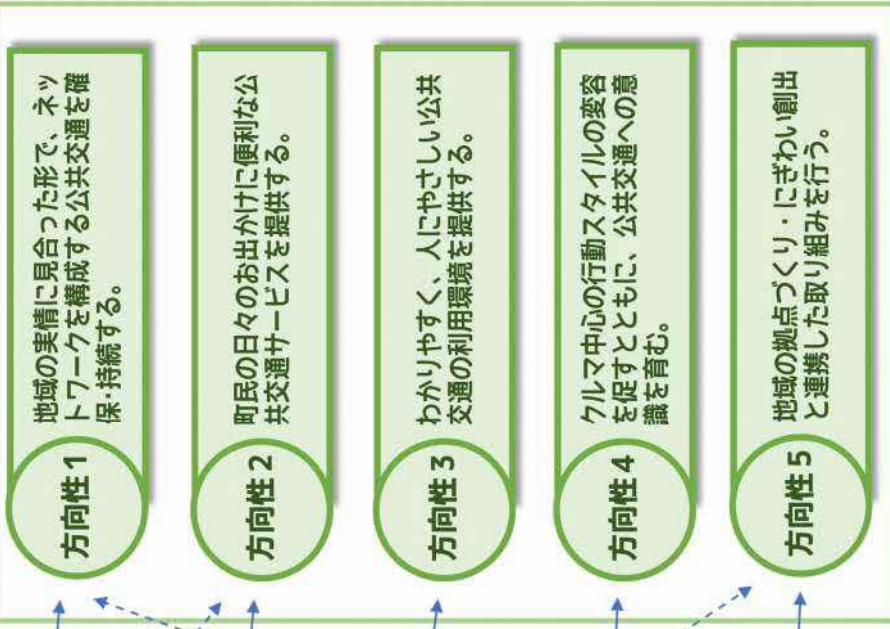 方向性1
地域の実情に見合った形で、ネッ
トワークを構成する公共交通を確
保・持続する。
方向性2
町民の日々のお出かけに便利な公
共交通サービスを提供する。
方向性3
わかりやすく、人にやさしい公共
交通の利用環境を提供する。
方向性4
クルマ中心の行動スタイルの変容
を促すとともに、公共交通への意
識を育む。
方向性5
地域の拠点づくり・にぎわい創出
と連携した取り組みを行う。